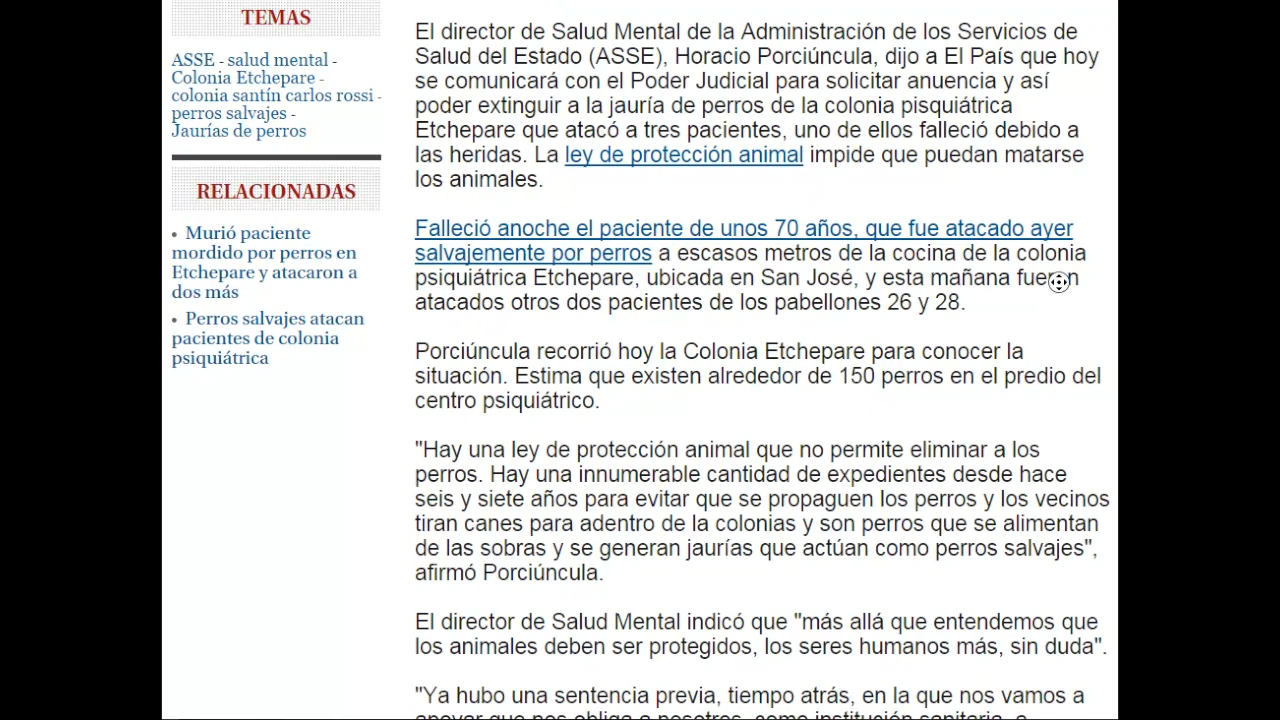 TEMAS
ASSE - salud mental -
Colonia Etchepare -
colonia santín carlos rossi -
perros salvajes -
Jaurías de perros
RELACIONADAS
• Murió paciente
mordido por perros en
Etchepare y atacaron a
dos más
• Perros salvajes atacan
pacientes de colonia
psiquiátrica
El director de Salud Mental de la Administración de los Servicios de
Salud del Estado (ASSE), Horacio Porciúncula, dijo a El País que hoy
se comunicará con el Poder Judicial para solicitar anuencia y así
poder extinguir a la jauría de perros de la colonia pisquiátrica
Etchepare que atacó a tres pacientes, uno de ellos falleció debido a
las heridas. La ley de protección animal impide que puedan matarse
los animales.
Falleció anoche el paciente de unos 70 años, que fue atacado ayer
salvajemente por perros a escasos metros de la cocina de la colonia
psiquiátrica Etchepare, ubicada en San José, y esta mañana fueron
atacados otros dos pacientes de los pabellones 26 y 28.
Porciúncula recorrió hoy la Colonia Etchepare para conocer la
situación. Estima que existen alrededor de 150 perros en el predio del
centro psiquiátrico.
"Hay una ley de protección animal que no permite eliminar a los
perros. Hay una innumerable cantidad de expedientes desde hace
seis y siete años para evitar que se propaguen los perros y los vecinos
tiran canes para adentro de la colonias y son perros que se alimentan
de las sobras y se generan jaurías que actúan como perros salvajes",
afirmó Porciúncula.
El director de Salud Mental indicó que "más allá que entendemos que
los animales deben ser protegidos, los seres humanos más, sin duda".
"Ya hubo una sentencia previa, tiempo atrás, en la que nos vamos a
apoyar que nos obliga a nosotros, como institución sanitaria, a